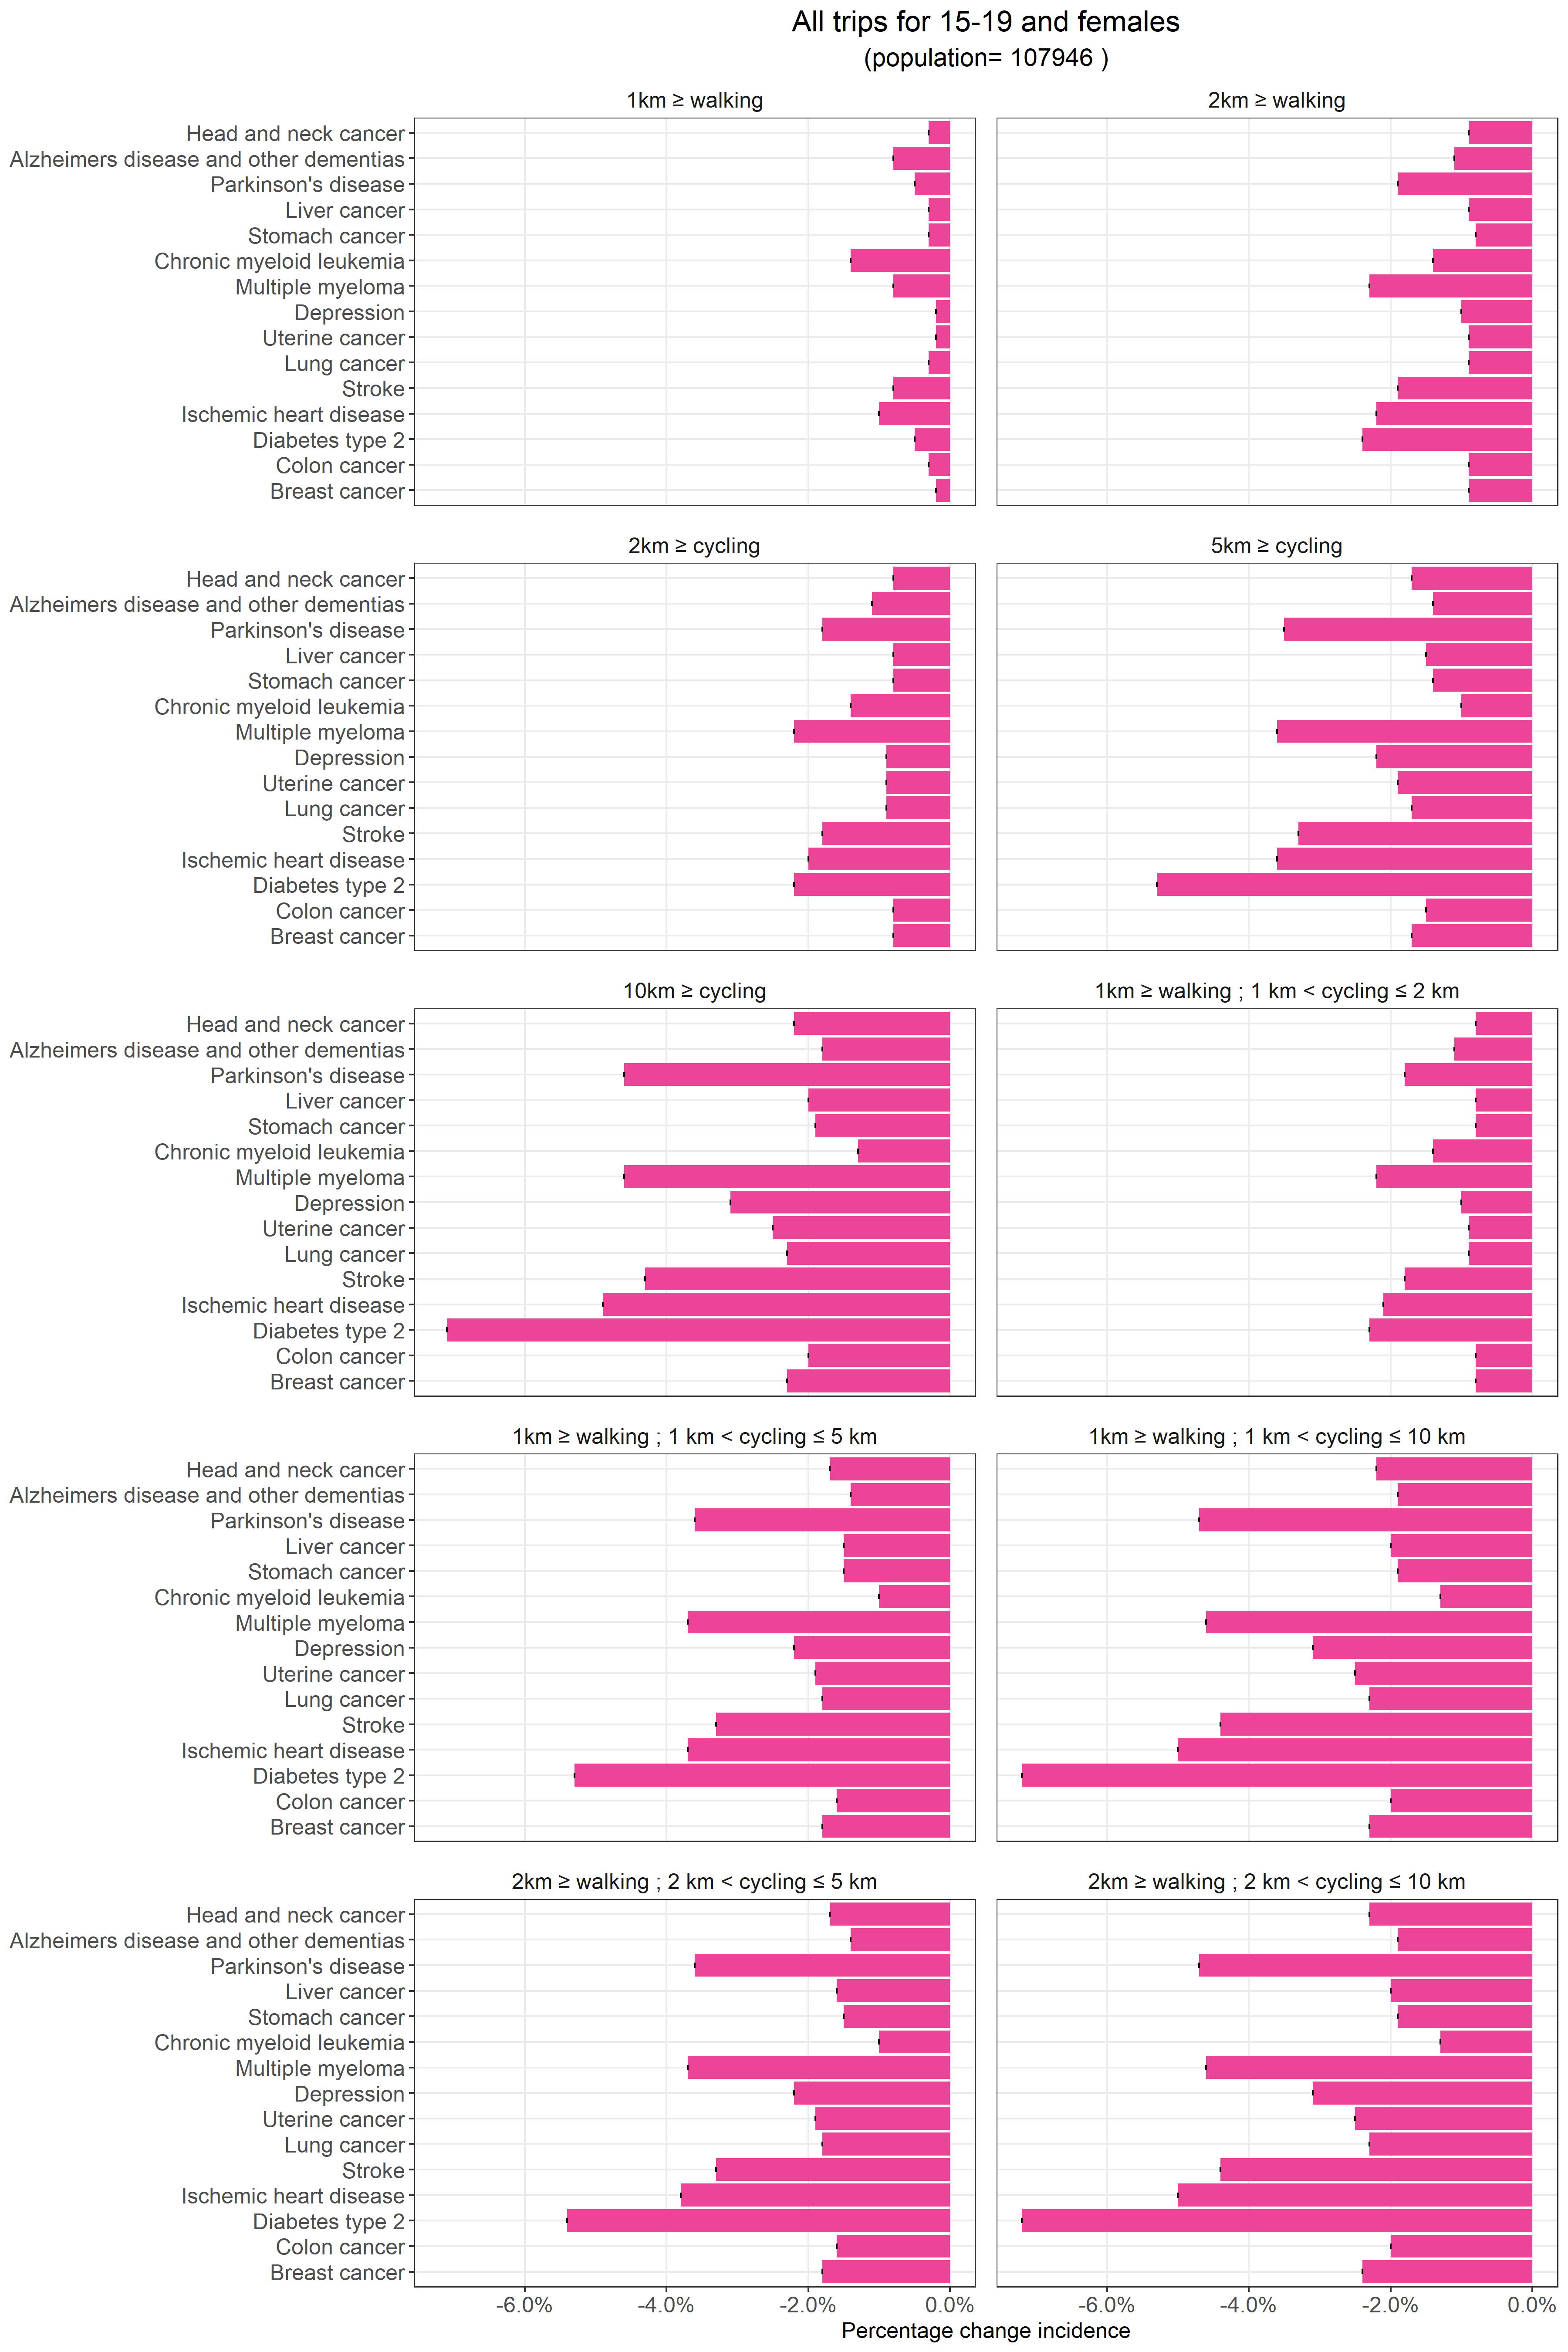 All trips for 15-19 and females
(population= 107946 )
1km ≥ walking
2km ≥ walking
Head and neck cancer
Alzheimers disease and other dementias
Parkinson's disease
Liver cancer
Stomach cancer
Chronic myeloid leukemia
Multiple myeloma
Depression
Uterine cancer
Lung cancer
Stroke
Ischemic heart disease
Diabetes type 2
Colon cancer
Breast cancer
2km ≥ cycling
5km ≥ cycling
Head and neck cancer
Alzheimers disease and other dementias
Parkinson's disease
Liver cancer
Stomach cancer
Chronic myeloid leukemia
Multiple myeloma
Depression
Uterine cancer
Lung cancer
Stroke
Ischemic heart disease
Diabetes type 2
Colon cancer
Breast cancer
10km ≥ cycling
1km ≥ walking ; 1 km < cycling ≤ 2 km
Head and neck cancer
Alzheimers disease and other dementias
Parkinson's disease
Liver cancer
Stomach cancer
Chronic myeloid leukemia
Multiple myeloma
Depression
Uterine cancer
Lung cancer
Stroke
Ischemic heart disease
Diabetes type 2
Colon cancer
Breast cancer
1km ≥ walking ; 1 km < cycling ≤ 5 km
1km ≥ walking ; 1 km < cycling ≤ 10 km
Head and neck cancer
Alzheimers disease and other dementias
Parkinson's disease
Liver cancer
Stomach cancer
Chronic myeloid leukemia
Multiple myeloma
Depression
Uterine cancer
Lung cancer
Stroke
Ischemic heart disease
Diabetes type 2
Colon cancer
Breast cancer
2km ≥ walking ; 2 km < cycling ≤ 5 km
2km ≥ walking ; 2 km < cycling ≤ 10 km
Head and neck cancer
Alzheimers disease and other dementias
Parkinson's disease
Liver cancer
Stomach cancer
Chronic myeloid leukemia
Multiple myeloma
Depression
Uterine cancer
Lung cancer
Stroke
Ischemic heart disease
Diabetes type 2
Colon cancer
Breast cancer
-6.0% -4.0% -2.0% 0.0% -6.0% -4.0% -2.0% 0.0%
Percentage change incidence